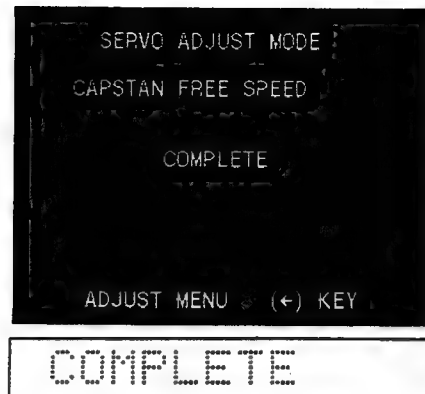 SERVO ADJUST MODE
CAPSTAN FREE SPEED
COMPLETE
ADJUST MENU (←) KEY
COMPLETE